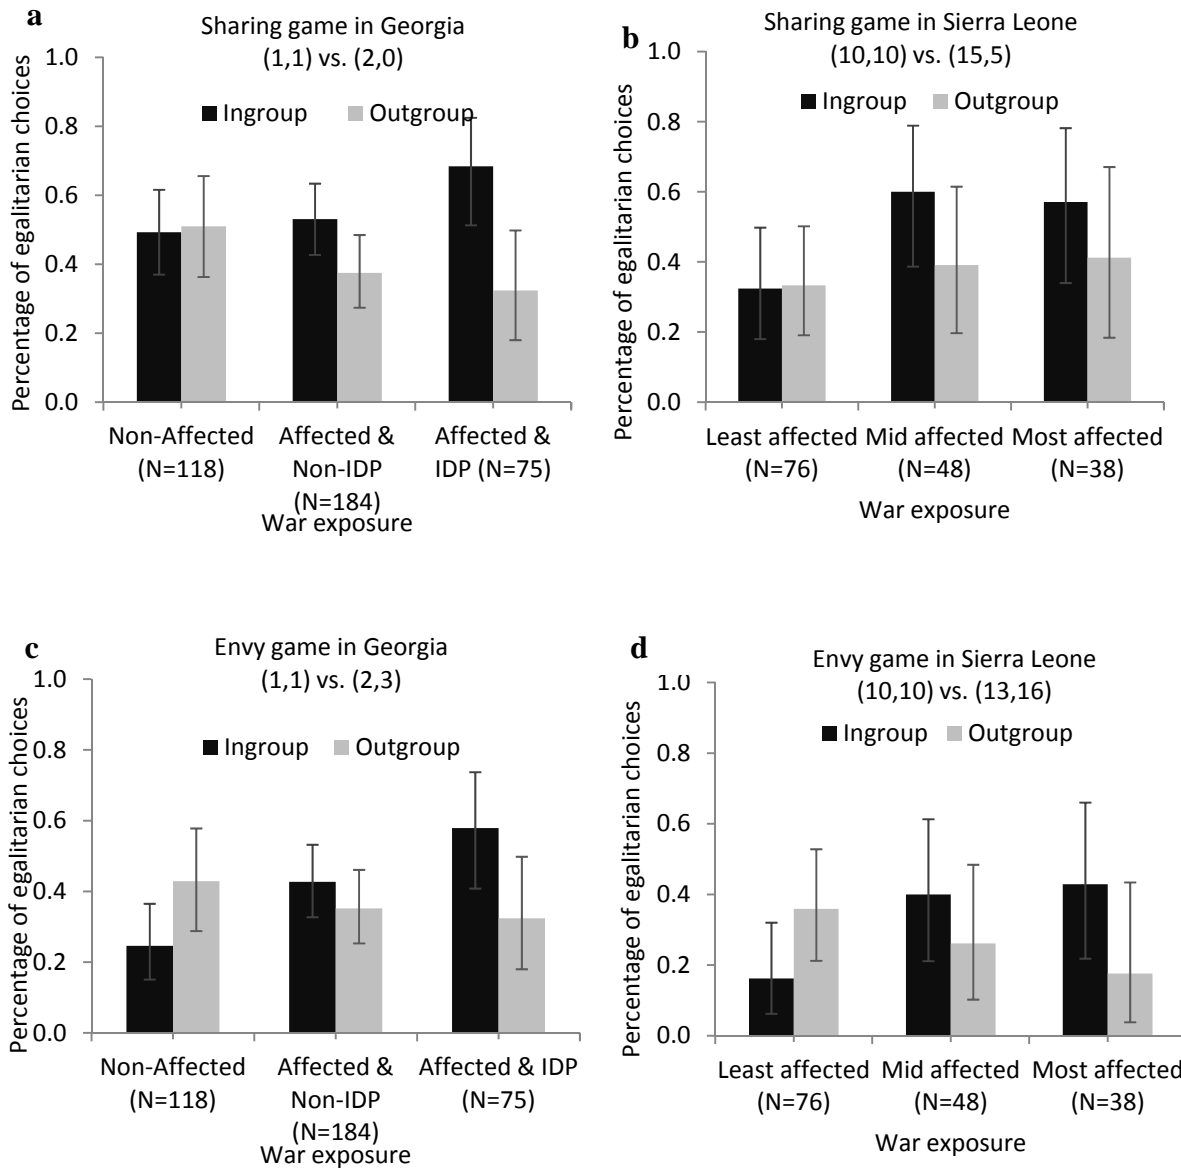 a
Sharing game in Georgia
(1,1) vs. (2,0)
Ingroup
Outgroup
Percentage of egalitarian choices
1.0
0.8
0.6
0.4
0.2
0.0
Non-Affected
(N=118)
Affected &
Non-IDP
(N=184)
Affected &
IDP (N=75)
War exposure
b
Sharing game in Sierra Leone
(10,10) vs. (15,5)
Ingroup
Outgroup
Percentage of egalitarian choices
1.0
0.8
0.6
0.4
0.2
0.0
Least affected
(N=76)
Mid affected
(N=48)
Most affected
(N=38)
War exposure
c
Envy game in Georgia
(1,1) vs. (2,3)
Ingroup
Outgroup
Percentage of egalitarian choices
1.0
0.8
0.6
0.4
0.2
0.0
Non-Affected
(N=118)
Affected &
Non-IDP
(N=184)
Affected & IDP
(N=75)
War exposure
d
Envy game in Sierra Leone
(10,10) vs. (13,16)
Ingroup
Outgroup
Percentage of egalitarian choices
1.0
0.8
0.6
0.4
0.2
0.0
Least affected
(N=76)
Mid affected
(N=48)
Most affected
(N=38)
War exposure